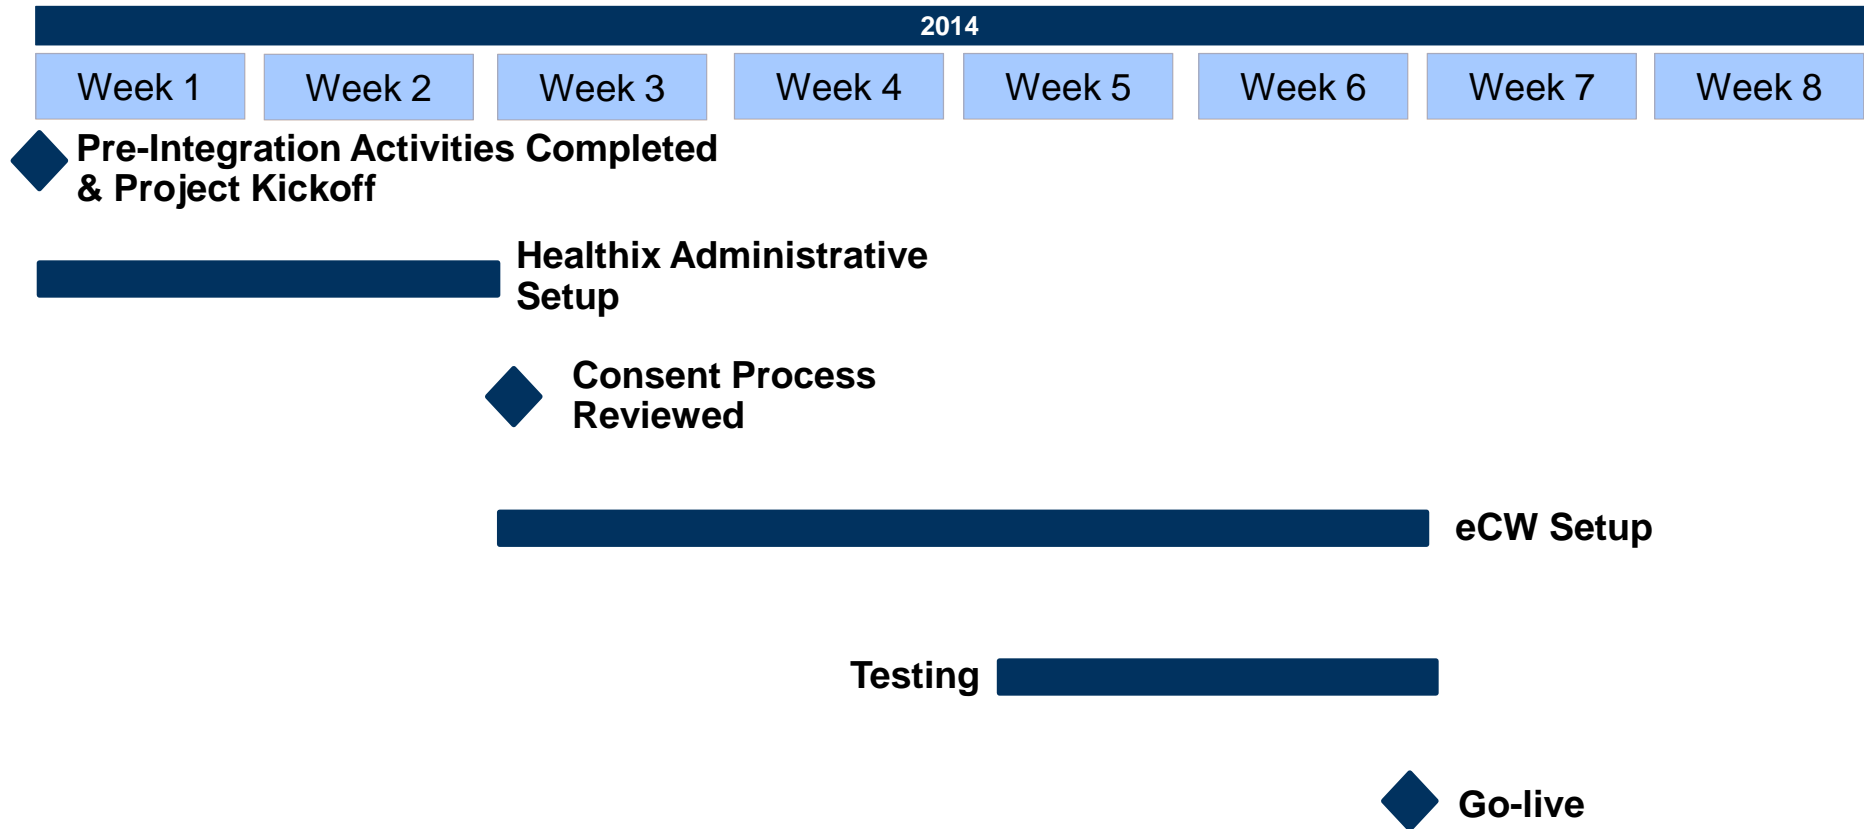 2014
Week 1
Week 2
Week 3
Week 4
Week 5
Week 6
Week 7
Week 8
Pre-Integration Activities Completed
& Project Kickoff
Healthix Administrative
Setup
Consent Process
Reviewed
eCW Setup
Testing
Go-live